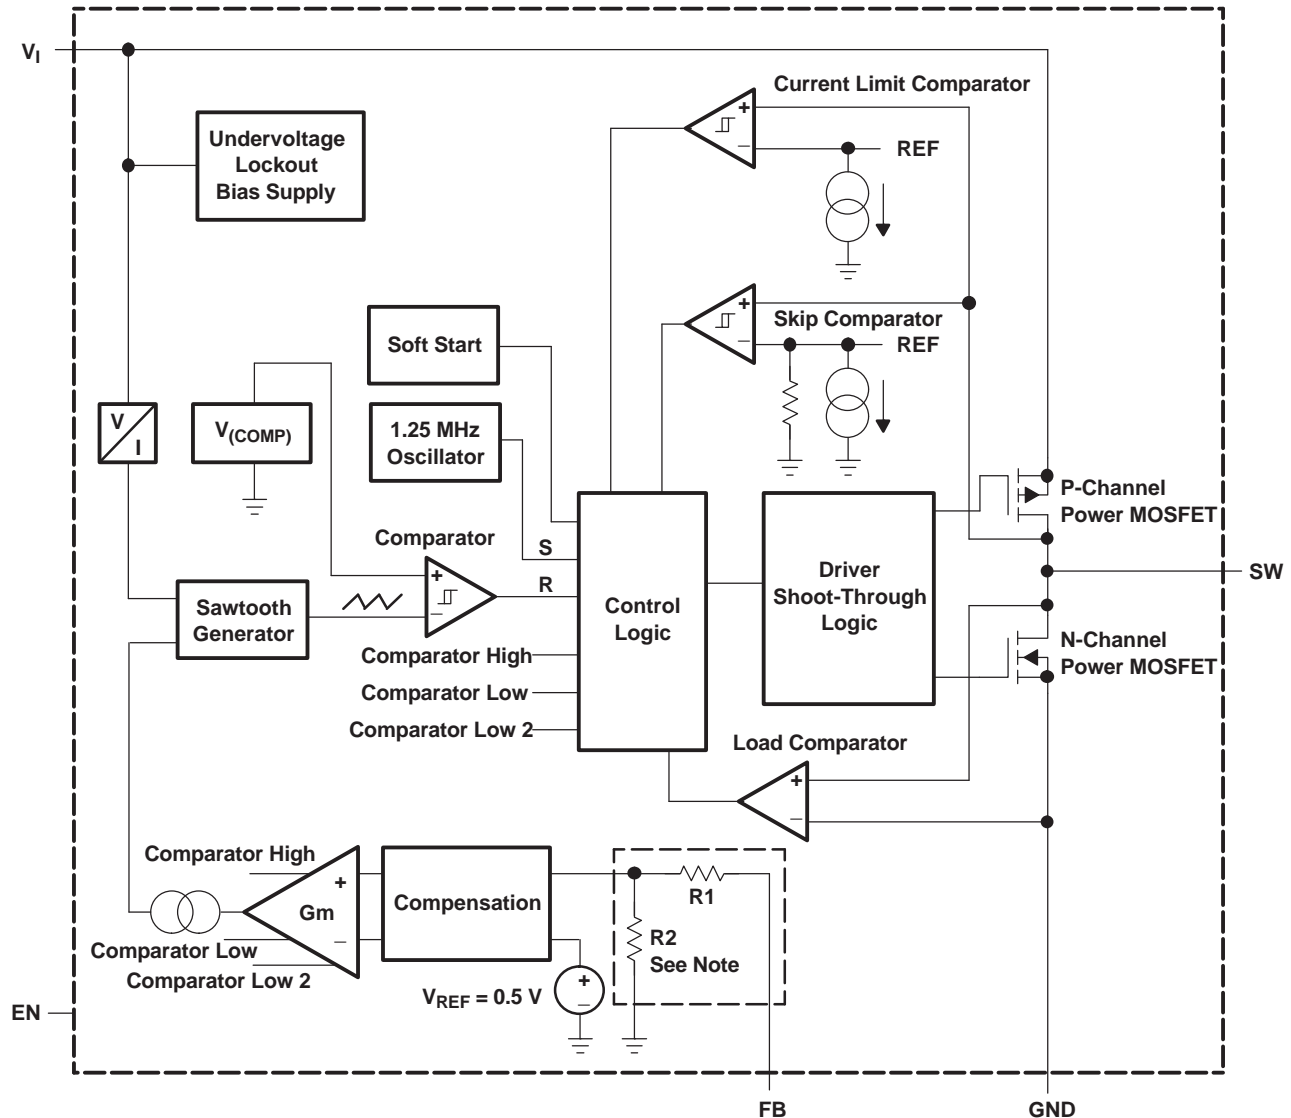 V_I
Current Limit Comparator
+
−
REF
Undervoltage
Lockout
Bias Supply
+
−
Skip Comparator
REF
Soft Start
V
I
V(COMP)
1.25 MHz
Oscillator
P-Channel
Power MOSFET
Comparator
+
−
S
R
Control
Logic
Driver
Shoot-Through
Logic
SW
Sawtooth
Generator
N-Channel
Power MOSFET
Comparator High
Comparator Low
Comparator Low 2
Load Comparator
+
−
Comparator High
+
Gm
−
Compensation
R1
R2
See Note
Comparator Low
Comparator Low 2
V_REF = 0.5 V
+
−
EN
FB
GND